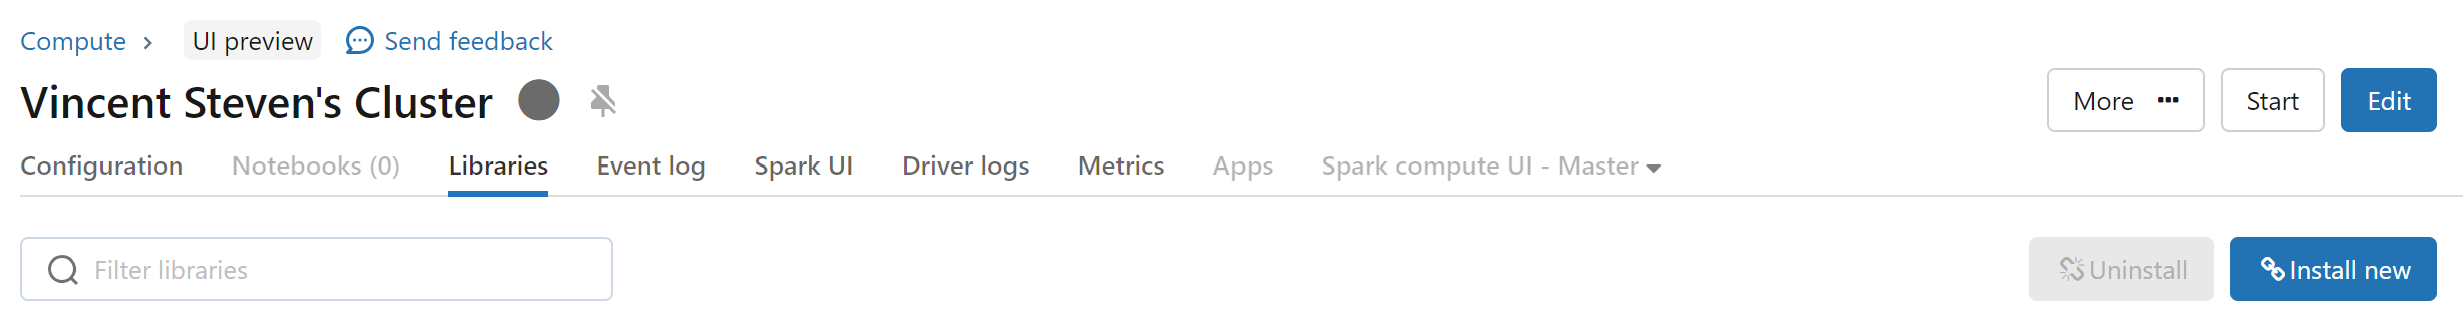 Compute › UI preview Send feedback
Vincent Steven's Cluster More ••• Start Edit
Configuration Notebooks (0) Libraries Event log Spark UI Driver logs Metrics Apps Spark compute UI - Master
Filter libraries Uninstall Install new